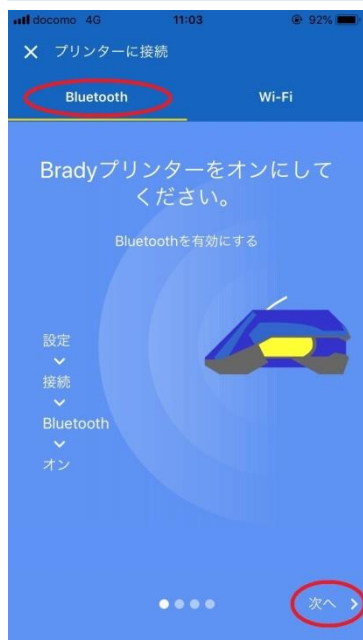 docomo 4G 11:03 92%
プリンターに接続
Bluetooth Wi-Fi
Bradyプリンターをオンにして
ください。
Bluetoothを有効にする
設定
接続
Bluetooth
オン
次へ